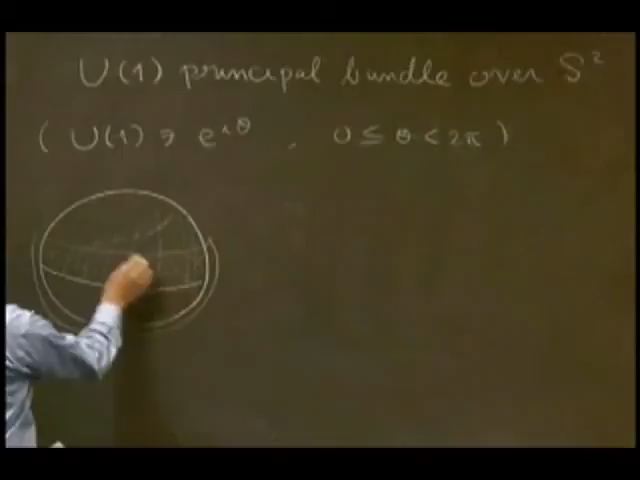 U(1) principal bundle over S²
( U(1) ∋ e^{iθ} , 0 ≤ θ < 2π )